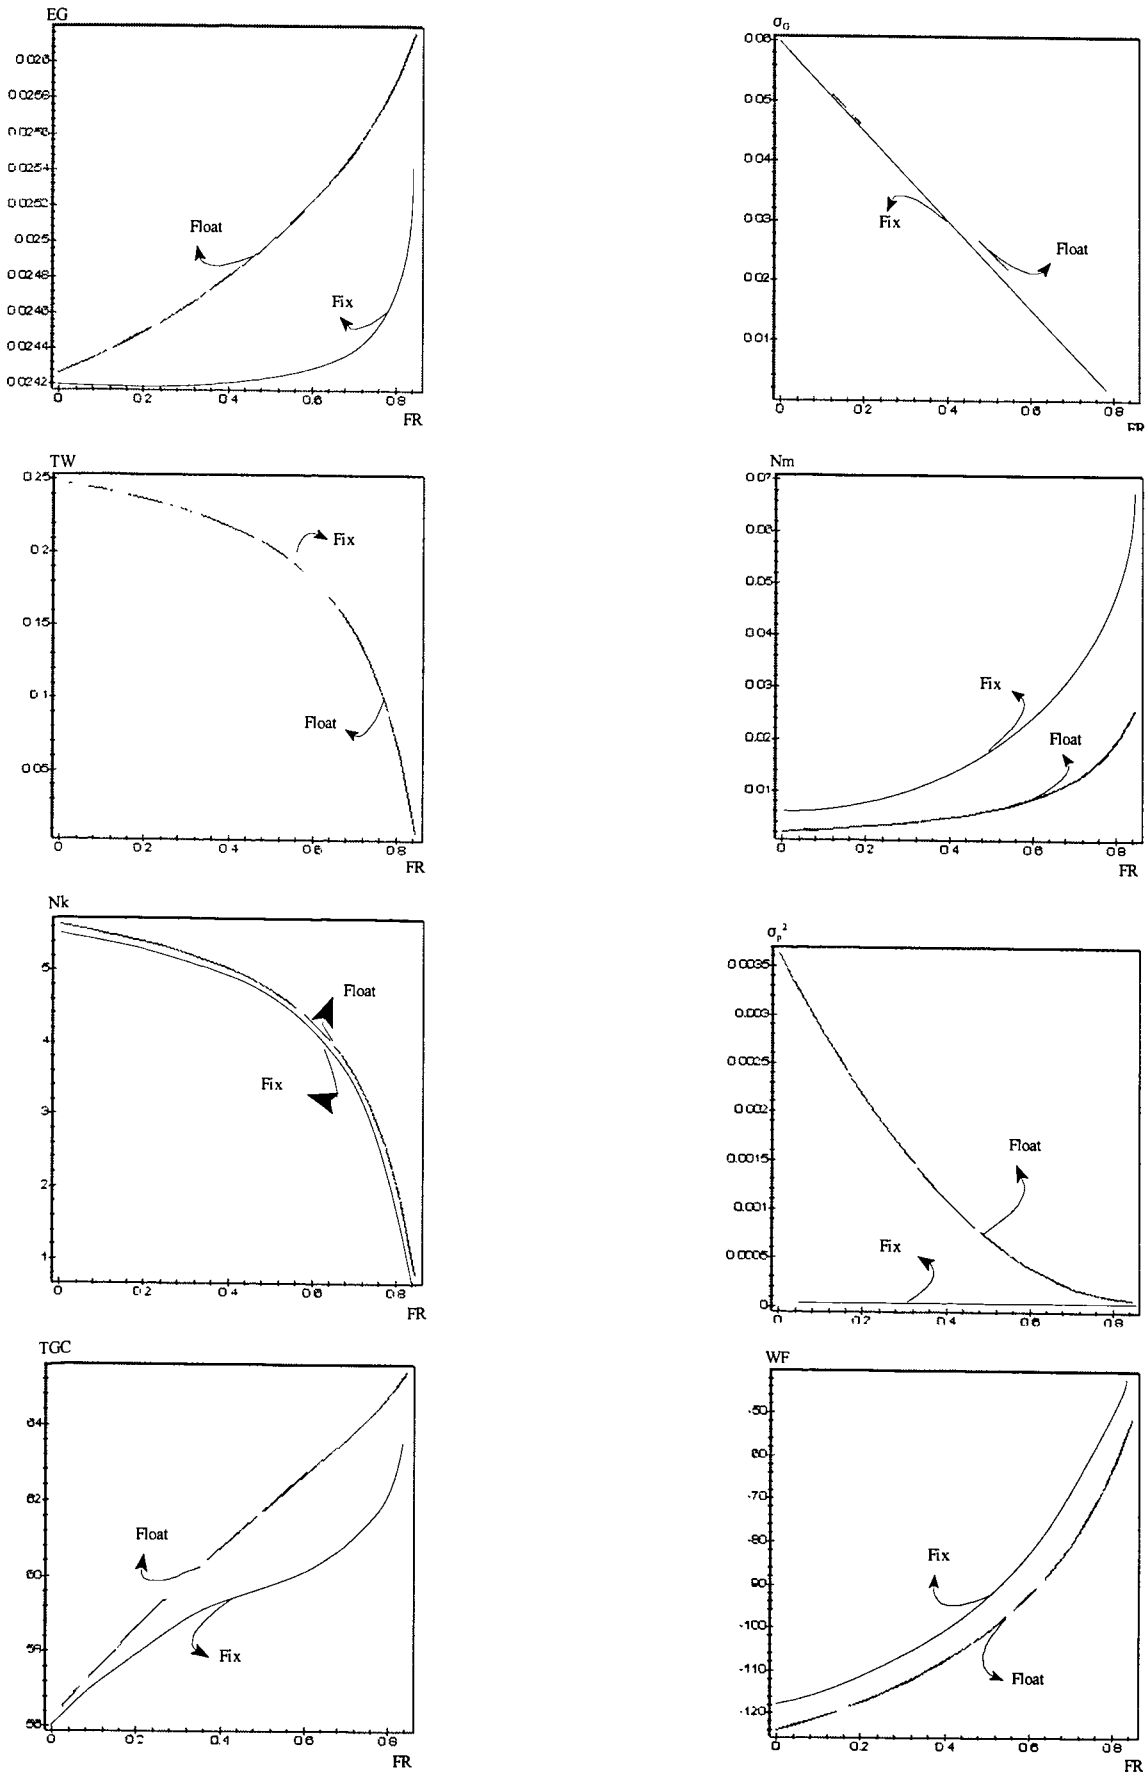 EG
0.026
0.0258
0.0256
0.0254
0.0252
0.025
0.0248
0.0246
0.0244
0.0242
Float
Fix
0 0.2 0.4 0.6 0.8
FR
σG
0.06
0.05
0.04
0.03
0.02
0.01
Fix
Float
0 0.2 0.4 0.6 0.8
FR
TW
0.25
0.2
0.15
0.1
0.05
Fix
Float
0 0.2 0.4 0.6 0.8
FR
Nm
0.07
0.06
0.05
0.04
0.03
0.02
0.01
Fix
Float
0 0.2 0.4 0.6 0.8
FR
Nk
5
4
3
2
1
Float
Fix
0 0.2 0.4 0.6 0.8
FR
σp²
0.0035
0.003
0.0025
0.002
0.0015
0.001
0.0005
0
Float
Fix
0 0.2 0.4 0.6 0.8
TGC
64
62
60
58
56
Float
Fix
0 0.2 0.4 0.6 0.8
FR
WF
-50
-60
-70
-80
-90
-100
-110
-120
Fix
Float
0 0.2 0.4 0.6 0.8
FR